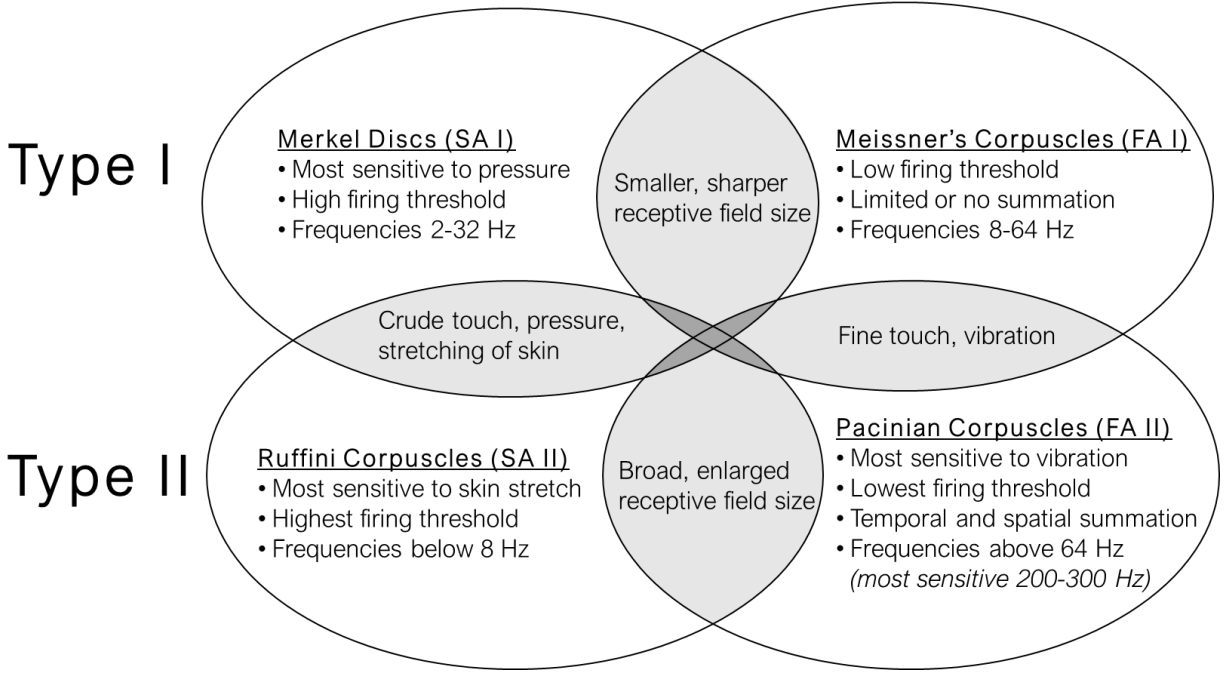 Type I
Merkel Discs (SA I)
• Most sensitive to pressure
• High firing threshold
• Frequencies 2-32 Hz
Smaller, sharper
receptive field size
Meissner's Corpuscles (FA I)
• Low firing threshold
• Limited or no summation
• Frequencies 8-64 Hz
Crude touch, pressure,
stretching of skin
Fine touch, vibration
Type II
Ruffini Corpuscles (SA II)
• Most sensitive to skin stretch
• Highest firing threshold
• Frequencies below 8 Hz
Broad, enlarged
receptive field size
Pacinian Corpuscles (FA II)
• Most sensitive to vibration
• Lowest firing threshold
• Temporal and spatial summation
• Frequencies above 64 Hz
(most sensitive 200-300 Hz)